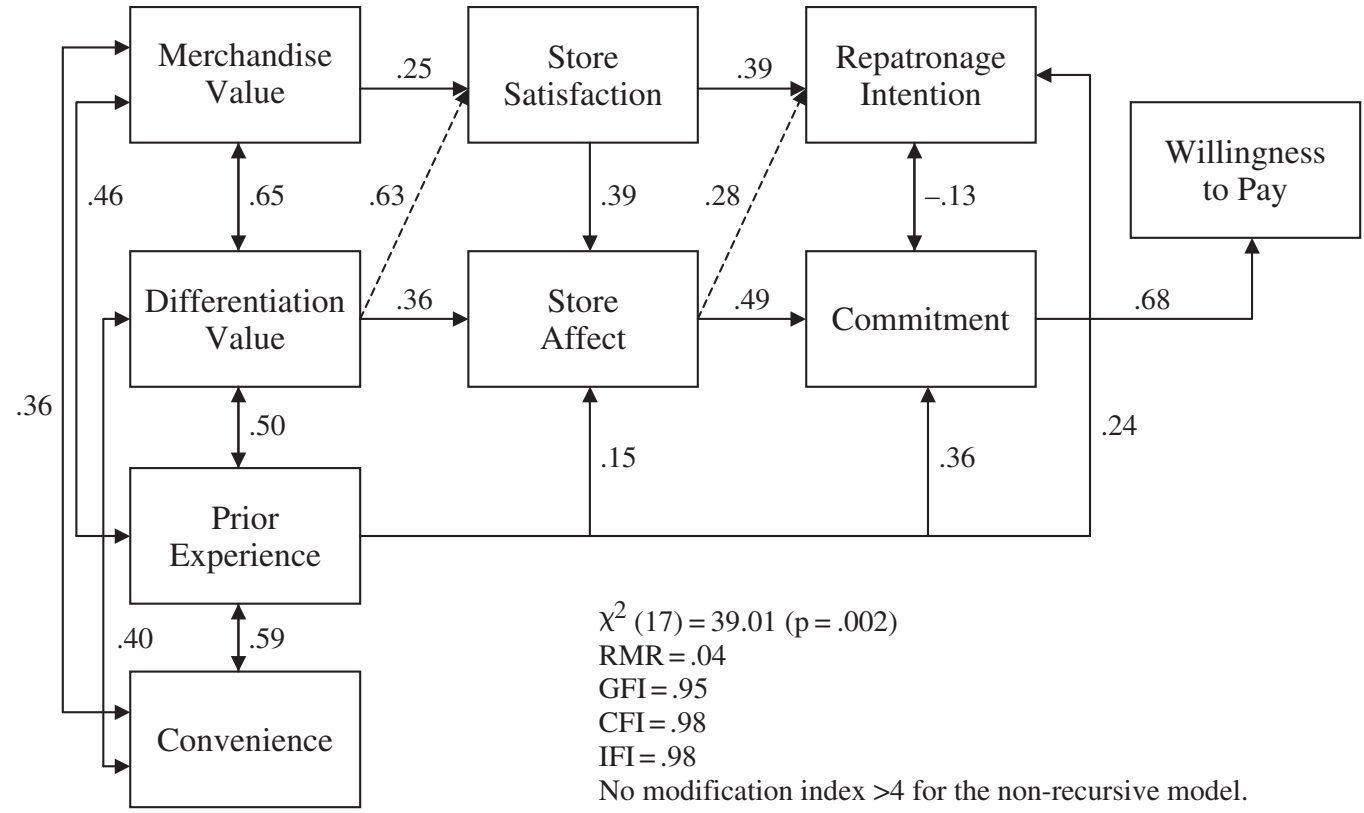 Merchandise
Value
.25
Store
Satisfaction
.39
Repatronage
Intention
Willingness
to Pay
.46
.65
.63
.39
.28
–.13
Differentiation
Value
.36
Store
Affect
.49
Commitment
.68
.36
.50
.15
.36
.24
Prior
Experience
.40
.59
Convenience
χ² (17) = 39.01 (p = .002)
RMR = .04
GFI = .95
CFI = .98
IFI = .98
No modification index >4 for the non-recursive model.